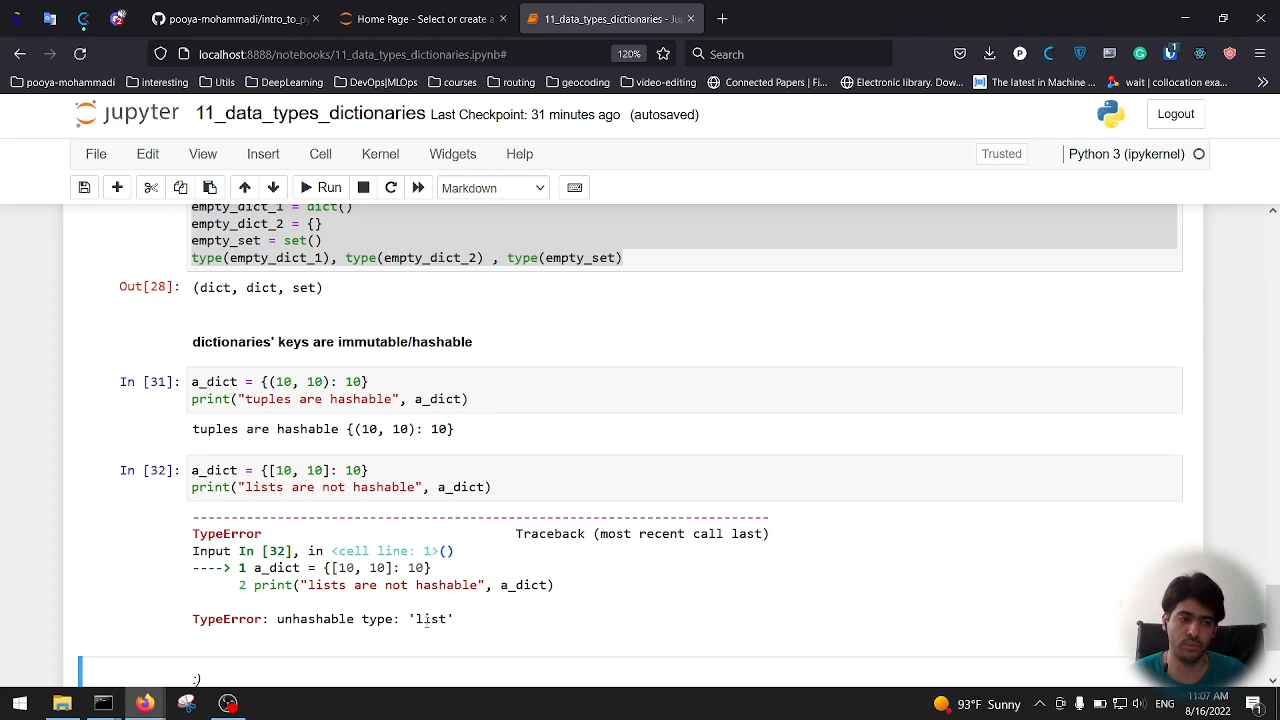 pooya-mohammadi/intro_to_py
Home Page - Select or create a
11_data_types_dictionaries - Jup
localhost:8888/notebooks/11_data_types_dictionaries.ipynb#
120%
Search
pooya-mohammadi
interesting
Utils
DeepLearning
DevOps|MLOps
courses
routing
geocoding
video-editing
Connected Papers | Fi...
Electronic library. Dow...
The latest in Machine ...
wait | collocation exa...
jupyter 11_data_types_dictionaries Last Checkpoint: 31 minutes ago (autosaved)
Logout
File Edit View Insert Cell Kernel Widgets Help
Trusted
Python 3 (ipykernel)
Run
Markdown
empty_dict_1 = dict()
empty_dict_2 = {}
empty_set = set()
type(empty_dict_1), type(empty_dict_2) , type(empty_set)
Out[28]: (dict, dict, set)
dictionaries' keys are immutable/hashable
In [31]: a_dict = {(10, 10): 10}
print("tuples are hashable", a_dict)
tuples are hashable {(10, 10): 10}
In [32]: a_dict = {[10, 10]: 10}
print("lists are not hashable", a_dict)
---------------------------------------------------------------------------
TypeError Traceback (most recent call last)
Input In [32], in <cell line: 1>()
----> 1 a_dict = {[10, 10]: 10}
2 print("lists are not hashable", a_dict)
TypeError: unhashable type: 'list'
:)
93°F Sunny
ENG
11:07 AM
8/16/2022